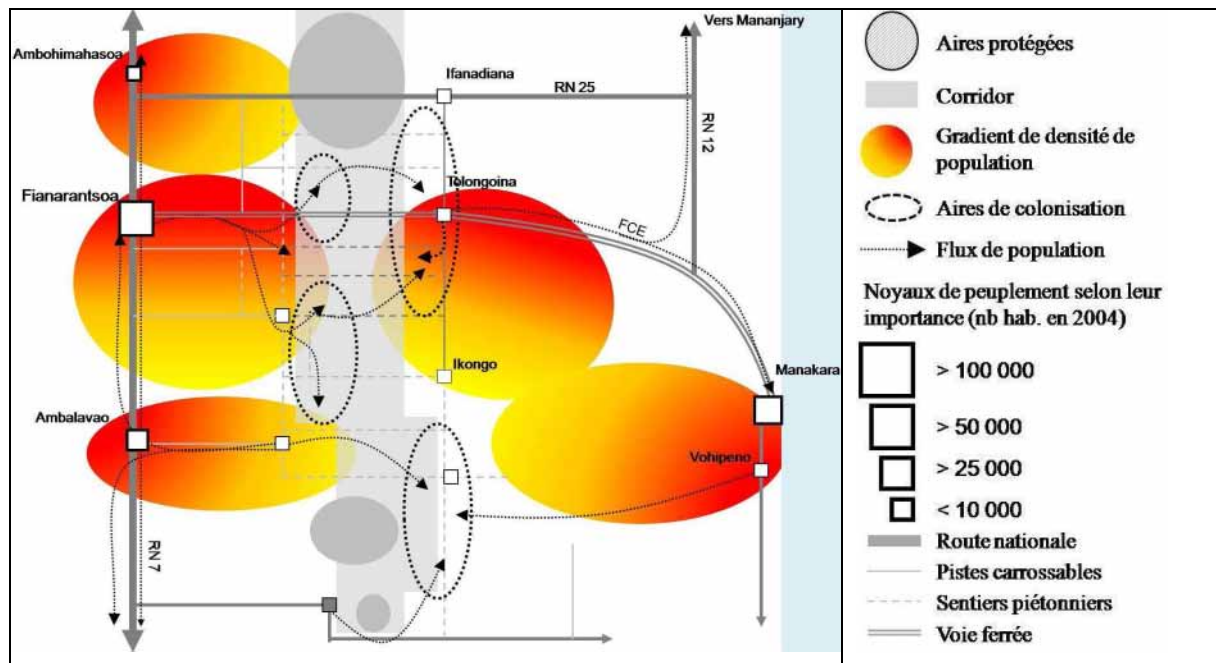 Vers Mananjary
Ambohimahasoa
Ifanadiana
RN 25
RN 12
Fianarantsoa
Tolongoina
FCE
Ikongo
Manakara
Ambalavao
Vohipeno
RN 7
Aires protégées
Corridor
Gradient de densité de
population
Aires de colonisation
Flux de population
Noyaux de peuplement selon leur
importance (nb hab. en 2004)
> 100 000
> 50 000
> 25 000
< 10 000
Route nationale
Pistes carrossables
Sentiers piétonniers
Voie ferrée